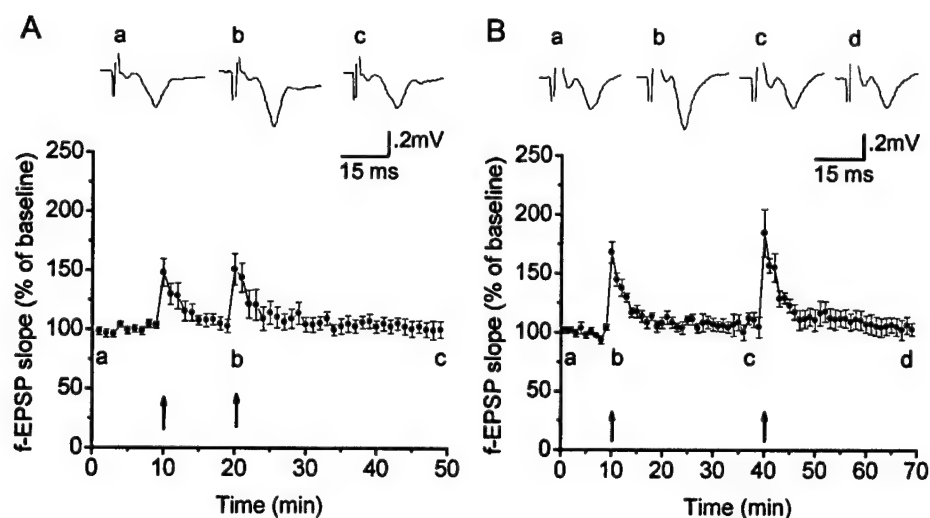 A
a b c
.2mV
15 ms
f-EPSP slope (% of baseline)
250
200
150
100
50
0
a b c
0 10 20 30 40 50
Time (min)
B
a b c d
.2mV
15 ms
f-EPSP slope (% of baseline)
250
200
150
100
50
0
a b c d
0 10 20 30 40 50 60 70
Time (min)